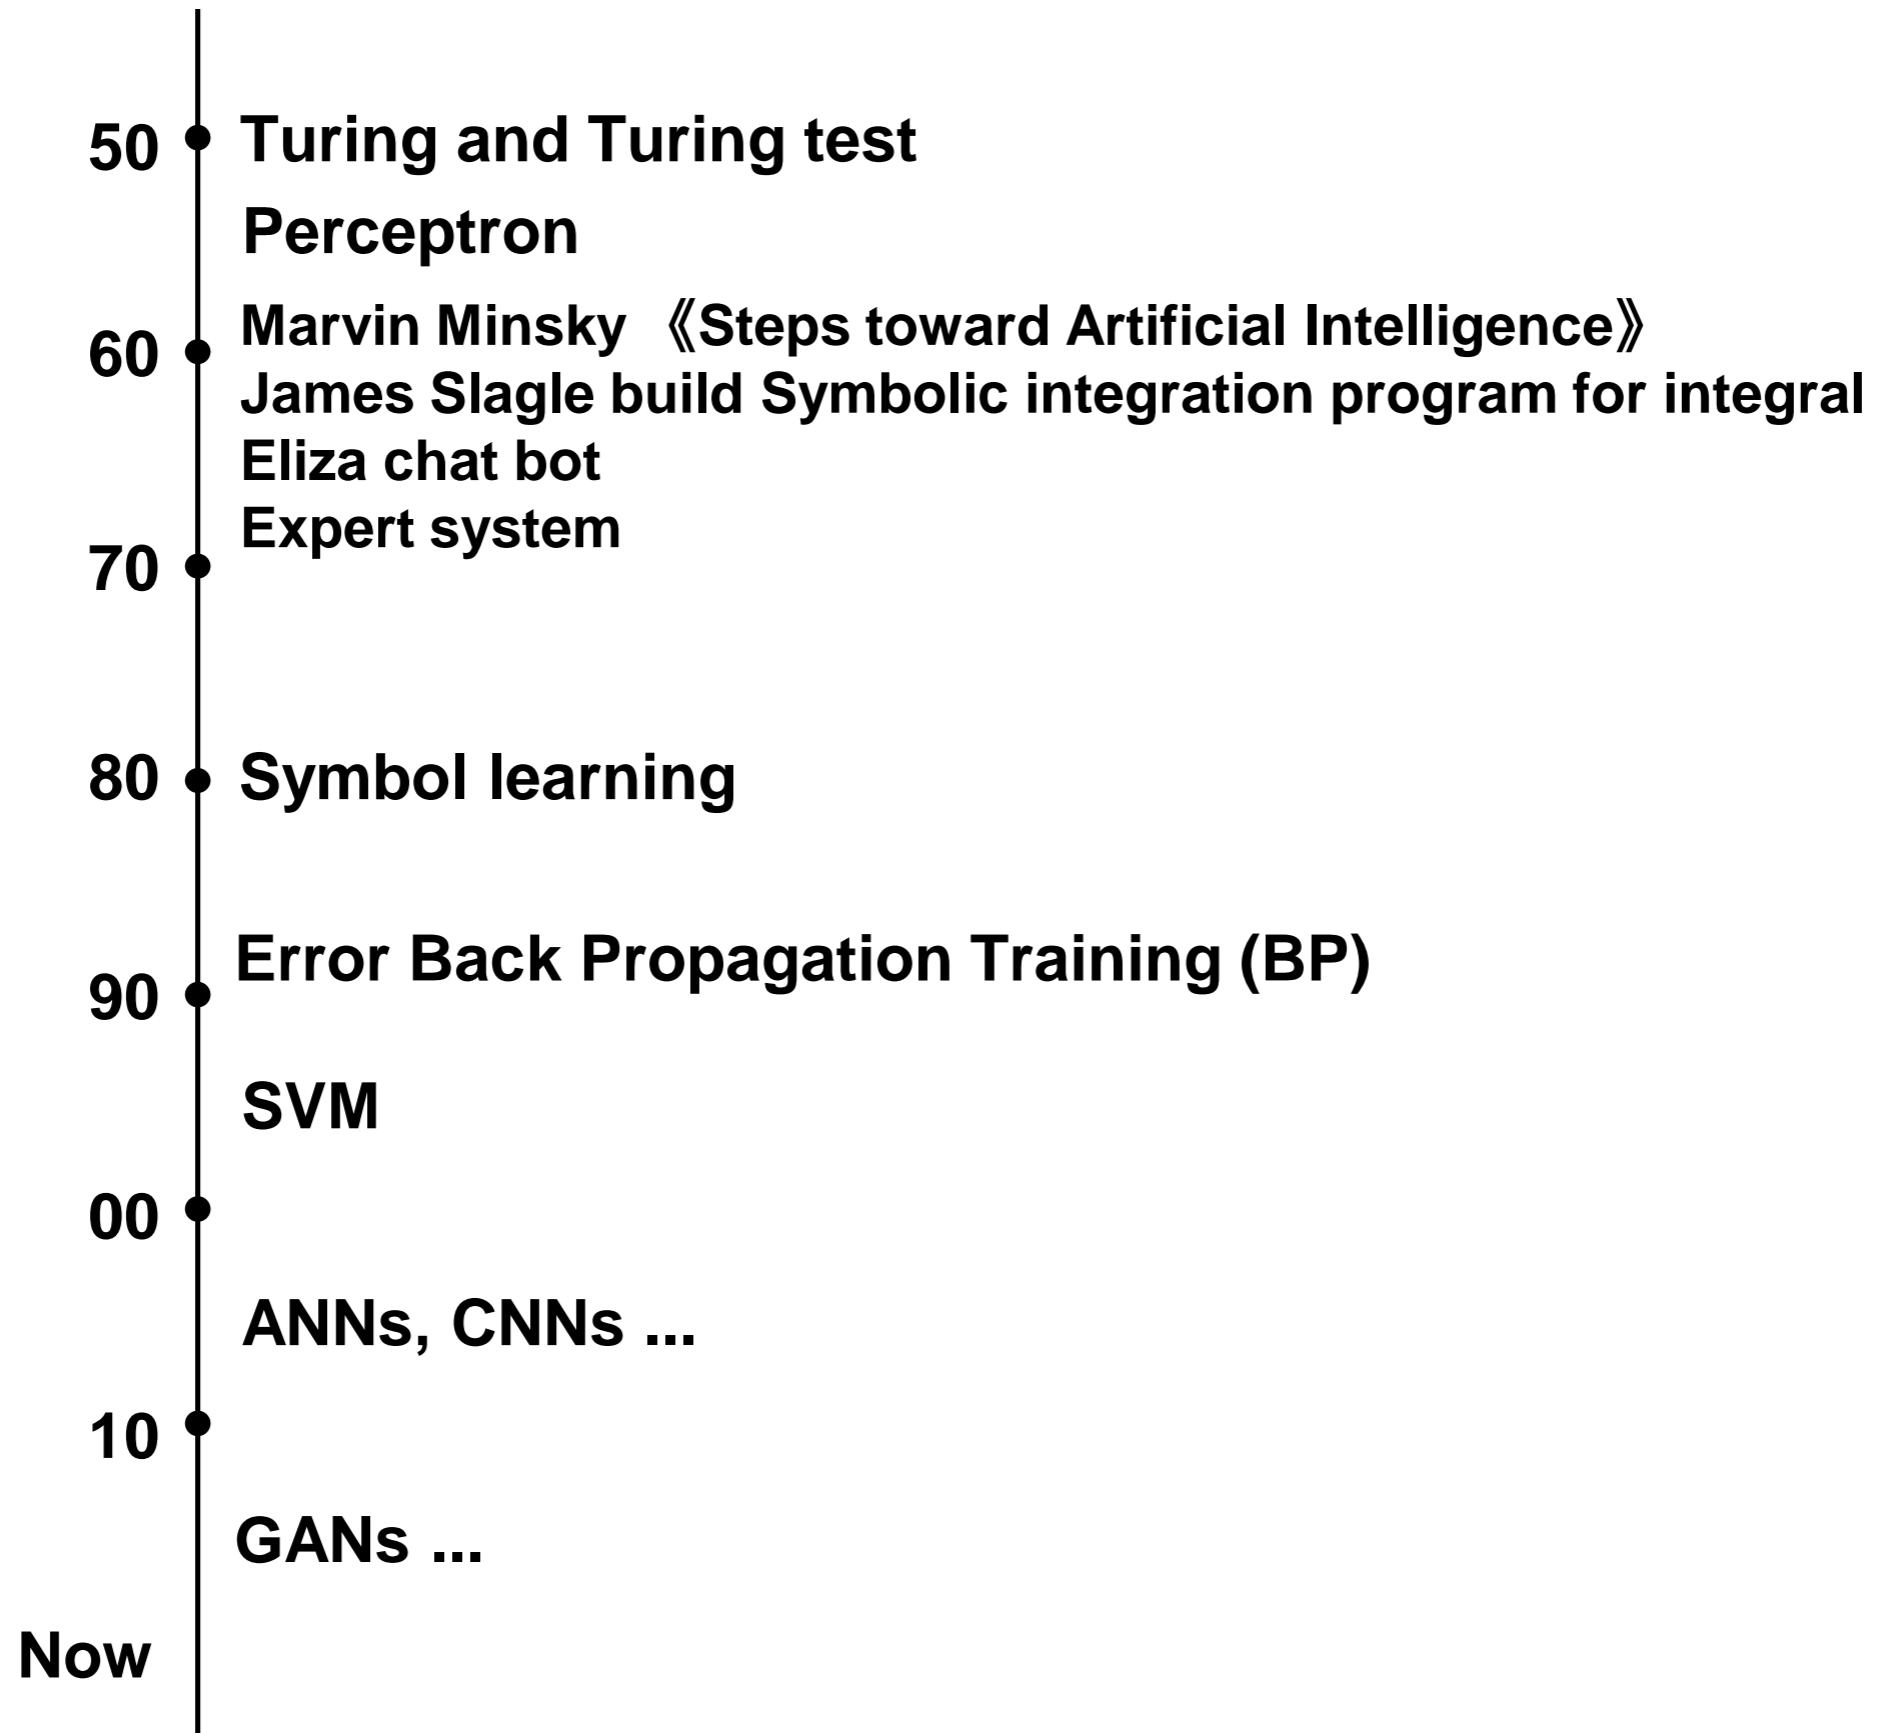 50 Turing and Turing test
Perceptron
60 Marvin Minsky 《Steps toward Artificial Intelligence》
James Slagle build Symbolic integration program for integral
Eliza chat bot
Expert system
70
80 Symbol learning
Error Back Propagation Training (BP)
90
SVM
00
ANNs, CNNs ...
10
GANs ...
Now